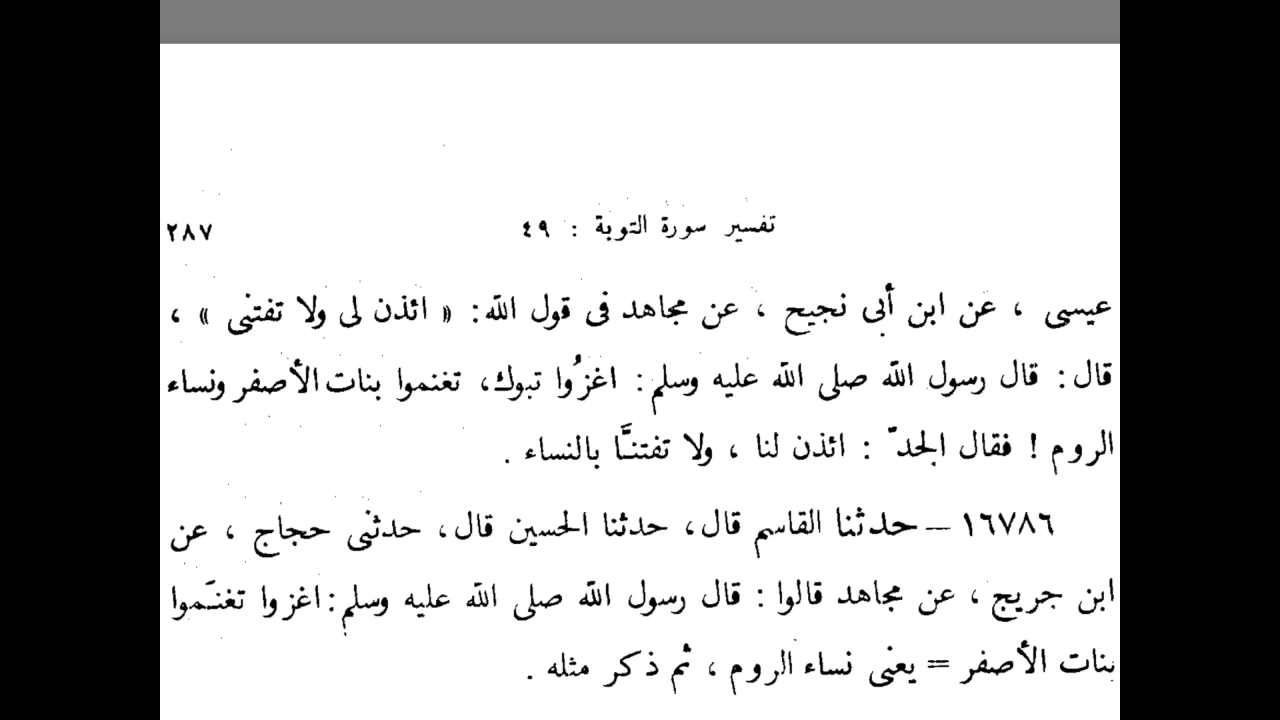 تفسير سورة التوبة : ٤٩ ٢٨٧
عيسى ، عن ابن أبى نجيح ، عن مجاهد فى قول الله : « ائذن لى ولا تفتنى » ،
قال : قال رسول الله صلى الله عليه وسلم : اغزُوا تبوك ، تغنموا بنات الأصفر ونساء
الروم ! فقال الجدّ : ائذن لنا ، ولا تفتنَّا بالنساء .
١٦٧٨٦ – حدثنا القاسم قال ، حدثنا الحسين قال ، حدثنى حجاج ، عن
ابن جريج ، عن مجاهد قالوا : قال رسول الله صلى الله عليه وسلم : اغزوا تغنَموا
بنات الأصفر = يعنى نساء الروم ، ثم ذكر مثله .